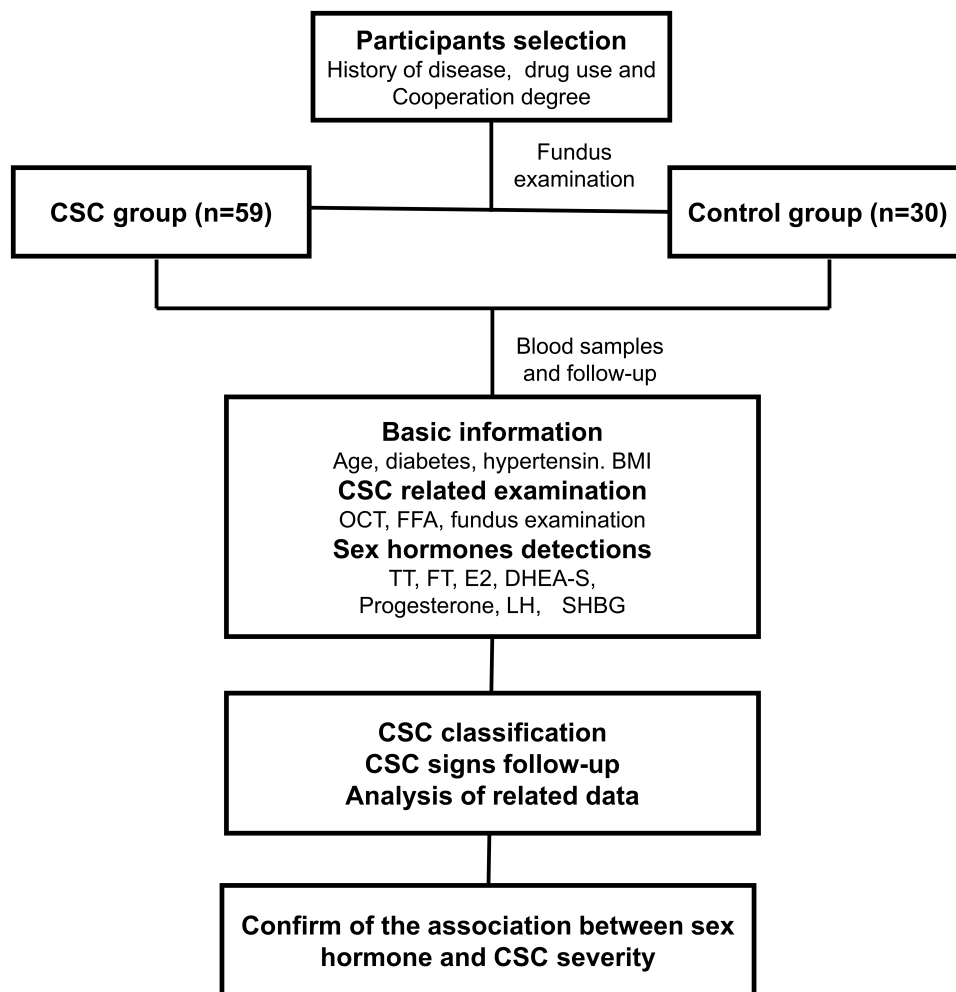 Participants selection
History of disease, drug use and
Cooperation degree
Fundus
examination
CSC group (n=59)
Control group (n=30)
Blood samples
and follow-up
Basic information
Age, diabetes, hypertensin. BMI
CSC related examination
OCT, FFA, fundus examination
Sex hormones detections
TT, FT, E2, DHEA-S,
Progesterone, LH, SHBG
CSC classification
CSC signs follow-up
Analysis of related data
Confirm of the association between sex
hormone and CSC severity